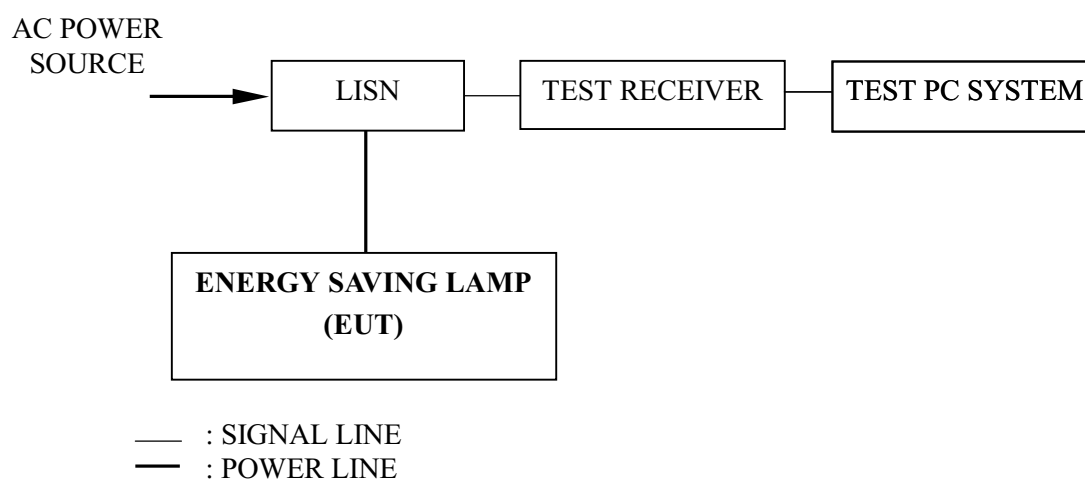 AC POWER
SOURCE
LISN
TEST RECEIVER
TEST PC SYSTEM
ENERGY SAVING LAMP
(EUT)
: SIGNAL LINE
: POWER LINE